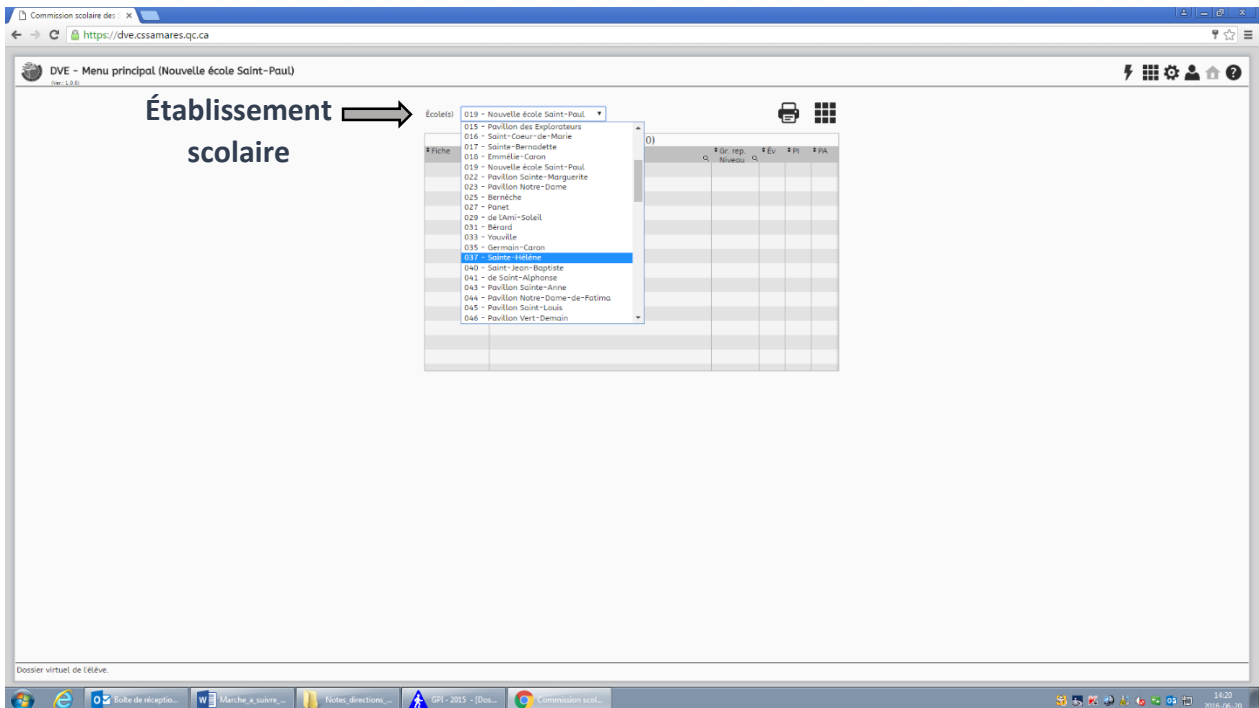 Commission scolaire des
https://dve.cssamares.qc.ca
DVE - Menu principal (Nouvelle école Saint-Paul)
(Ver.: 1.0.0)
Établissement
scolaire
École(s)
019 - Nouvelle école Saint-Paul
015 - Pavillon des Explorateurs
016 - Saint-Coeur-de-Marie
017 - Sainte-Bernadette
018 - Emmélie-Caron
019 - Nouvelle école Saint-Paul
022 - Pavillon Sainte-Marguerite
023 - Pavillon Notre-Dame
025 - Bernèche
027 - Panet
029 - de l'Ami-Soleil
031 - Bérard
033 - Youville
035 - Germain-Caron
037 - Sainte-Hélène
040 - Saint-Jean-Baptiste
041 - de Saint-Alphonse
043 - Pavillon Sainte-Anne
044 - Pavillon Notre-Dame-de-Fatima
045 - Pavillon Saint-Louis
046 - Pavillon Vert-Demain
0)
Fiche
Gr. rep.
Niveau
Év
PI
PA
Dossier virtuel de l'élève.
Boîte de réceptio...
Marche_a_suivre_...
Notes_directions_...
GPI - 2015 - [Dos...
Commission scol...
14:20
2016-06-20